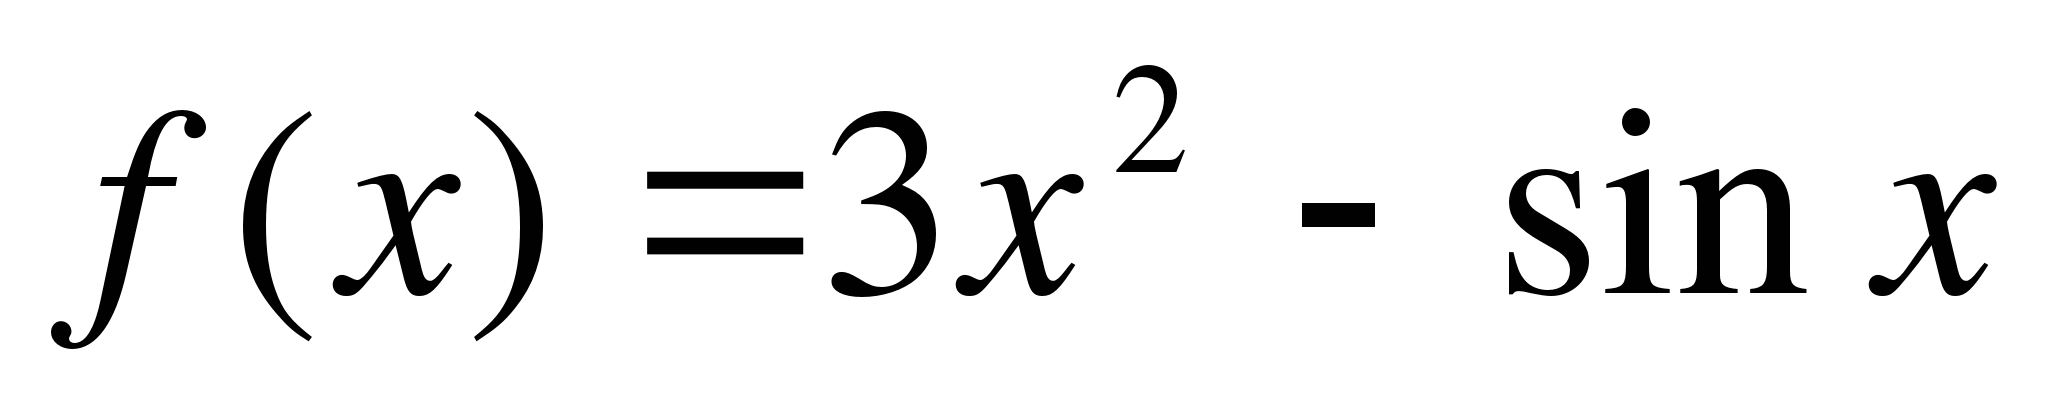 f(x) = 3x² - sin x